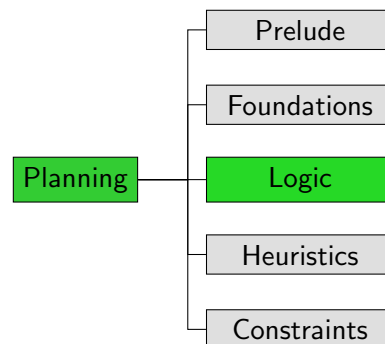 Prelude
Foundations
Planning
Logic
Heuristics
Constraints